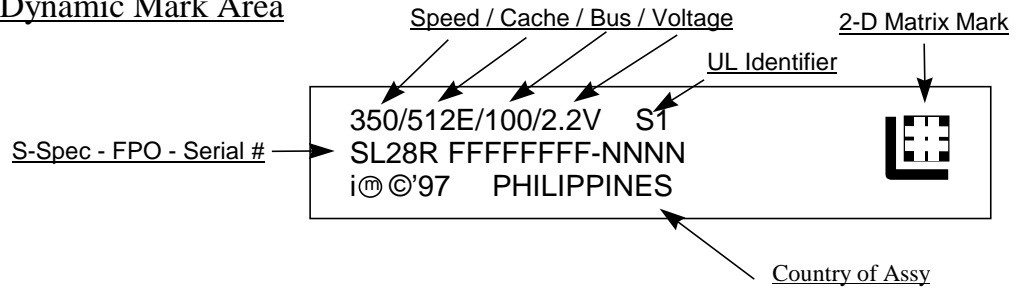 Dynamic Mark Area
Speed / Cache / Bus / Voltage
2-D Matrix Mark
UL Identifier
350/512E/100/2.2V S1
S-Spec - FPO - Serial #
SL28R FFFFFFFF-NNNN
iⓜ©'97 PHILIPPINES
Country of Assy